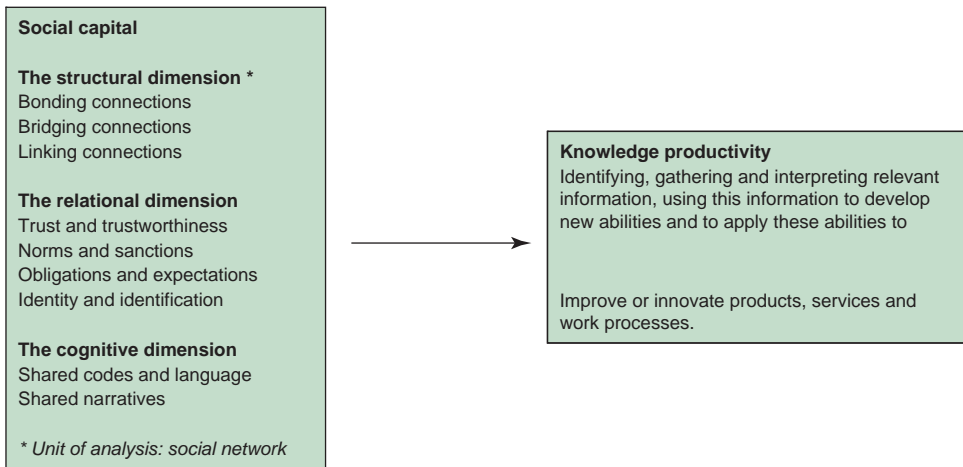 Social capital
The structural dimension *
Bonding connections
Bridging connections
Linking connections
The relational dimension
Trust and trustworthiness
Norms and sanctions
Obligations and expectations
Identity and identification
The cognitive dimension
Shared codes and language
Shared narratives
* Unit of analysis: social network
Knowledge productivity
Identifying, gathering and interpreting relevant
information, using this information to develop
new abilities and to apply these abilities to
Improve or innovate products, services and
work processes.